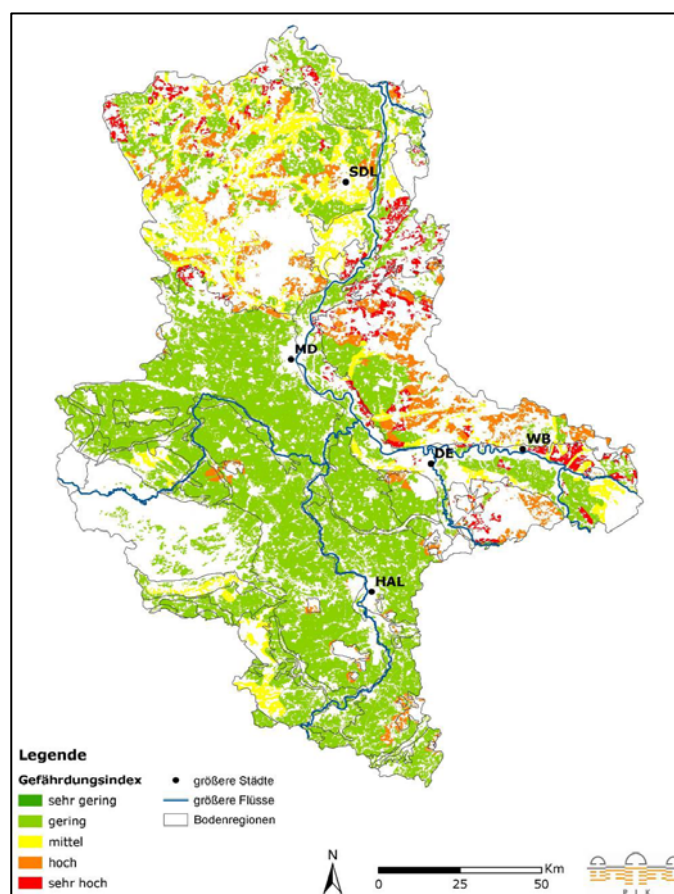 SDL
MD
WB
DE
HAL
Legende
Gefährdungsindex
sehr gering
gering
mittel
hoch
sehr hoch
größere Städte
größere Flüsse
Bodenregionen
N
Km
0 25 50
P I K